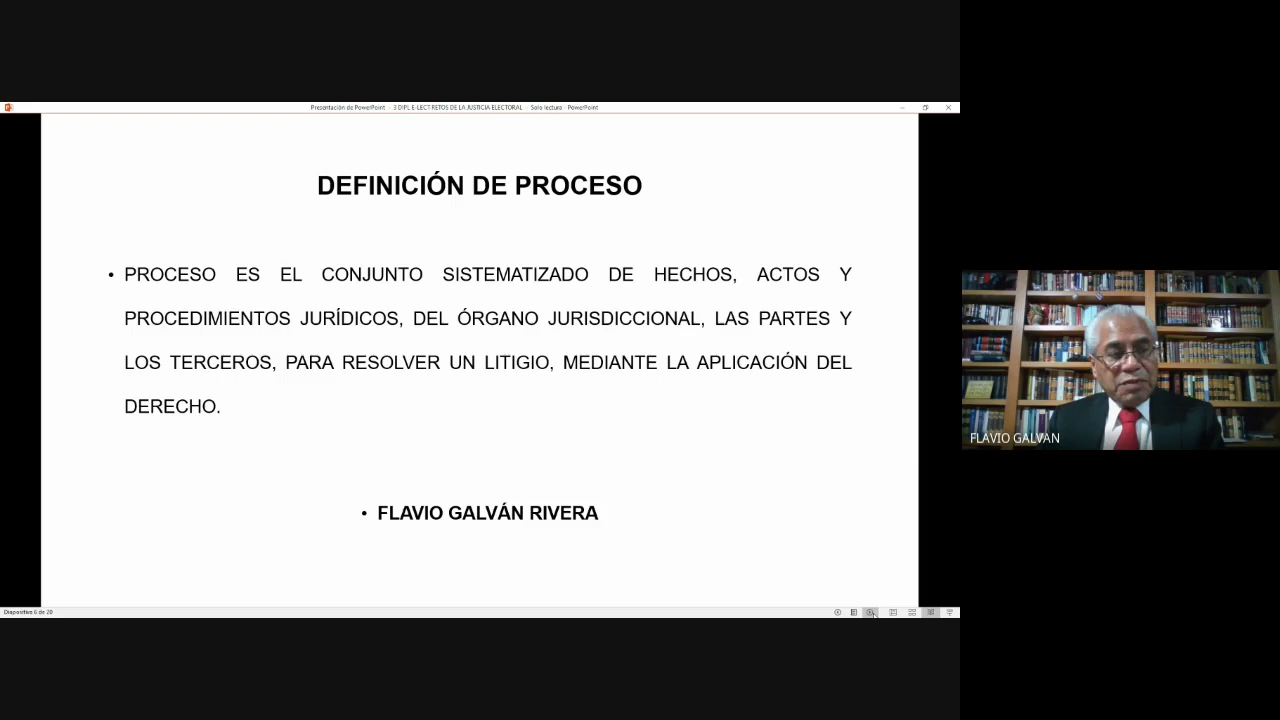 Presentación de PowerPoint - 3 DIPL E-LECT RETOS DE LA JUSTICIA ELECTORAL - Solo lectura - PowerPoint
DEFINICIÓN DE PROCESO
• PROCESO ES EL CONJUNTO SISTEMATIZADO DE HECHOS, ACTOS Y
PROCEDIMIENTOS JURÍDICOS, DEL ÓRGANO JURISDICCIONAL, LAS PARTES Y
LOS TERCEROS, PARA RESOLVER UN LITIGIO, MEDIANTE LA APLICACIÓN DEL
DERECHO.
• FLAVIO GALVÁN RIVERA
FLAVIO GALVAN
Diapositiva 6 de 20